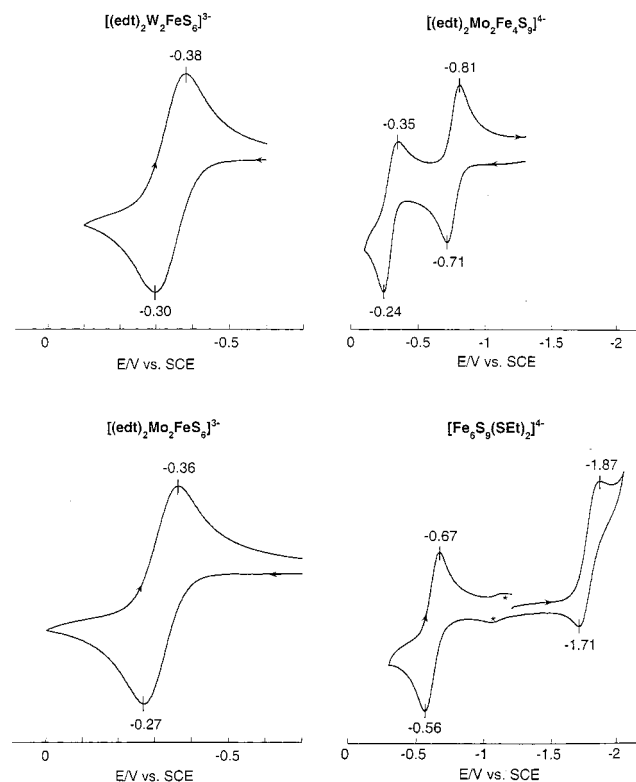 [(edt)₂W₂FeS₆]³⁻
-0.38
-0.30
0 -0.5
E/V vs. SCE
[(edt)₂Mo₂Fe₄S₉]⁴⁻
-0.81
-0.35
-0.71
-0.24
0 -0.5 -1 -1.5 -2
E/V vs. SCE
[(edt)₂Mo₂FeS₆]³⁻
-0.36
-0.27
0 -0.5
E/V vs. SCE
[Fe₆S₉(SEt)₂]⁴⁻
-1.87
-0.67
*
*
-1.71
-0.56
0 -0.5 -1 -1.5 -2
E/V vs. SCE